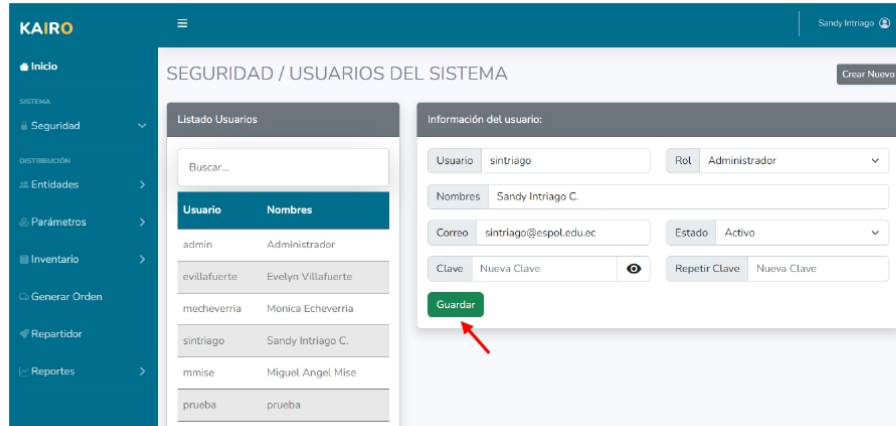 KAIRO
Sandy Intriago
Inicio
SISTEMA
Seguridad
DISTRIBUCIÓN
Entidades
Parámetros
Inventario
Generar Orden
Repartidor
Reportes
SEGURIDAD / USUARIOS DEL SISTEMA
Crear Nuevo
Listado Usuarios
Buscar...
Usuario Nombres
admin Administrador
evillafuerte Evelyn Villafuerte
mecheverria Monica Echeverria
sintriago Sandy Intriago C.
mmise Miguel Angel Mise
prueba prueba
Información del usuario:
Usuario sintriago Rol Administrador
Nombres Sandy Intriago C.
Correo sintriago@espol.edu.ec Estado Activo
Clave Nueva Clave Repetir Clave Nueva Clave
Guardar